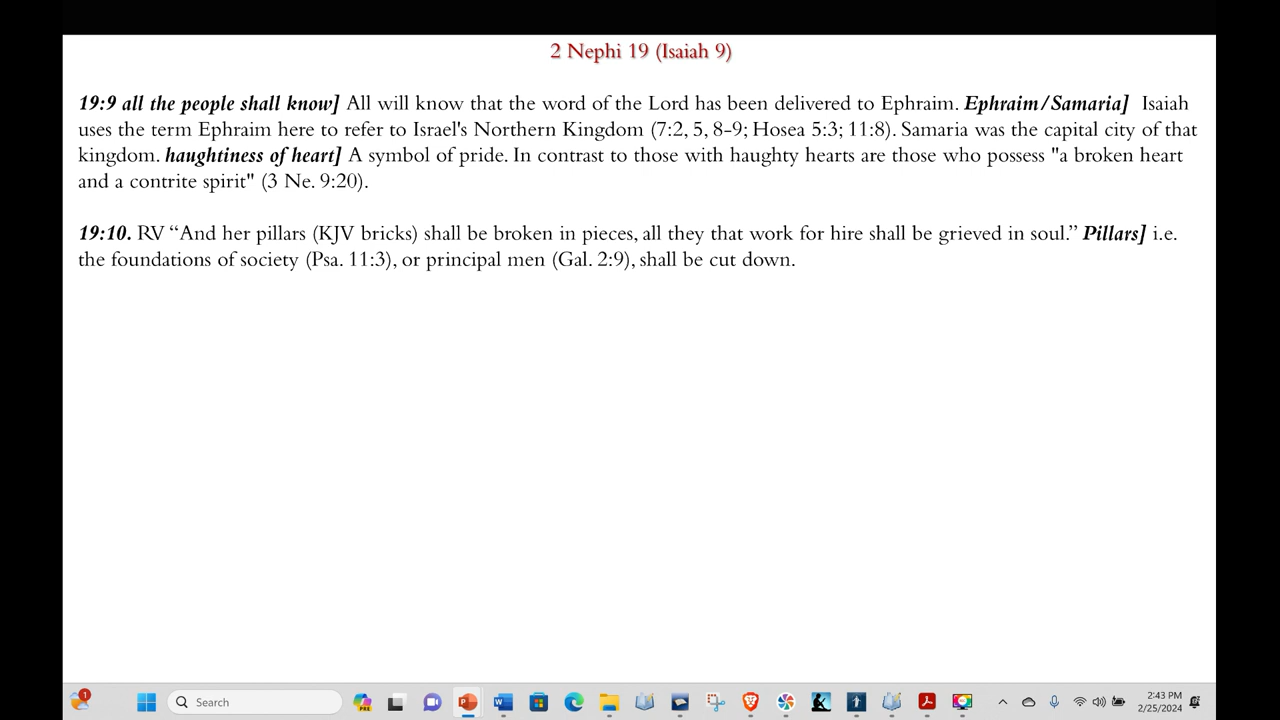 2 Nephi 19 (Isaiah 9)
19:9 all the people shall know] All will know that the word of the Lord has been delivered to Ephraim. Ephraim/Samaria] Isaiah
uses the term Ephraim here to refer to Israel's Northern Kingdom (7:2, 5, 8-9; Hosea 5:3; 11:8). Samaria was the capital city of that
kingdom. haughtiness of heart] A symbol of pride. In contrast to those with haughty hearts are those who possess "a broken heart
and a contrite spirit" (3 Ne. 9:20).
19:10. RV “And her pillars (KJV bricks) shall be broken in pieces, all they that work for hire shall be grieved in soul.” Pillars] i.e.
the foundations of society (Psa. 11:3), or principal men (Gal. 2:9), shall be cut down.
1
Search
PRE
2:43 PM
2/25/2024